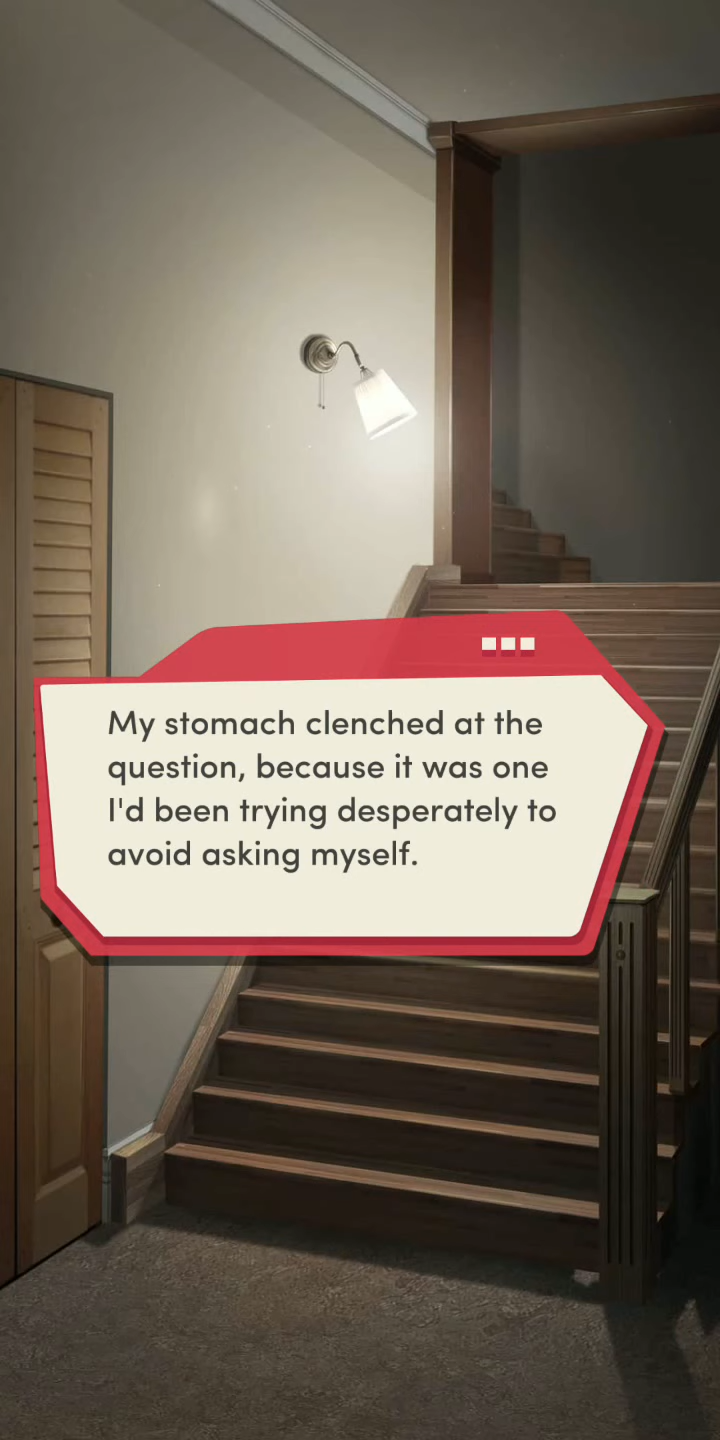 My stomach clenched at the
question, because it was one
I'd been trying desperately to
avoid asking myself.